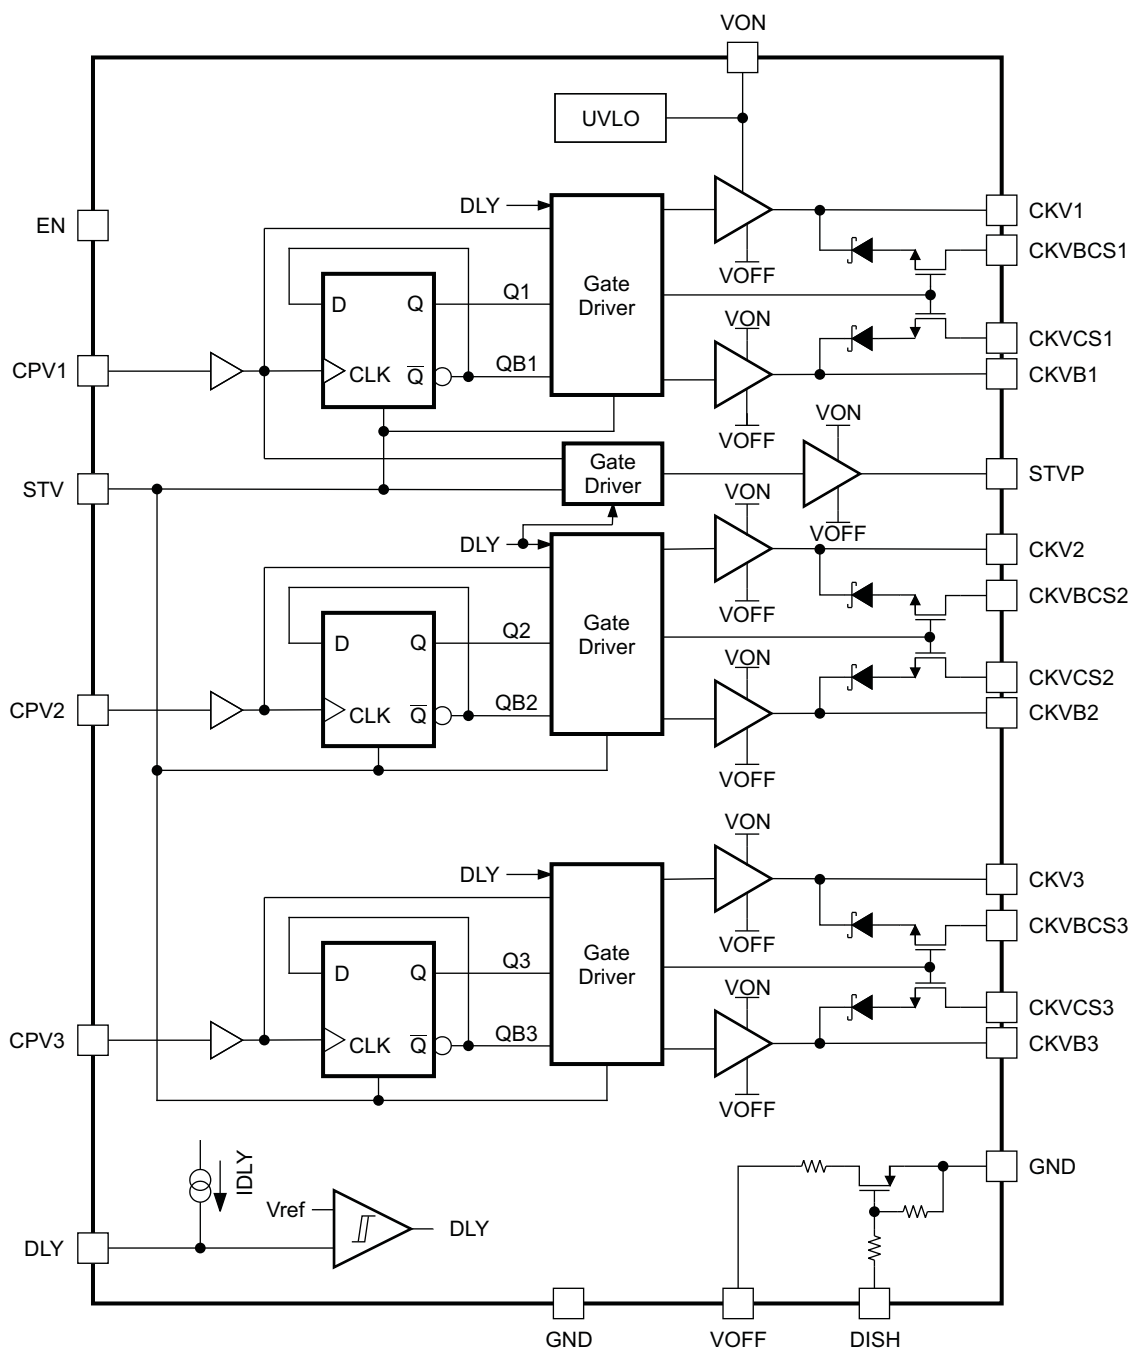 VON
UVLO
DLY
CKV1
EN
CKVBCS1
VOFF
Gate
Driver
D
Q
Q1
VON
CKVCS1
CPV1
CLK
Q̅
QB1
CKVB1
VOFF
VON
Gate
Driver
STV
STVP
VON
VOFF
DLY
CKV2
CKVBCS2
VOFF
Gate
Driver
D
Q
Q2
VON
CKVCS2
CPV2
CLK
Q̅
QB2
CKVB2
VOFF
VON
DLY
CKV3
CKVBCS3
VOFF
Gate
Driver
D
Q
Q3
VON
CKVCS3
CPV3
CLK
Q̅
QB3
CKVB3
VOFF
IDLY
GND
Vref
DLY
DLY
GND
VOFF
DISH